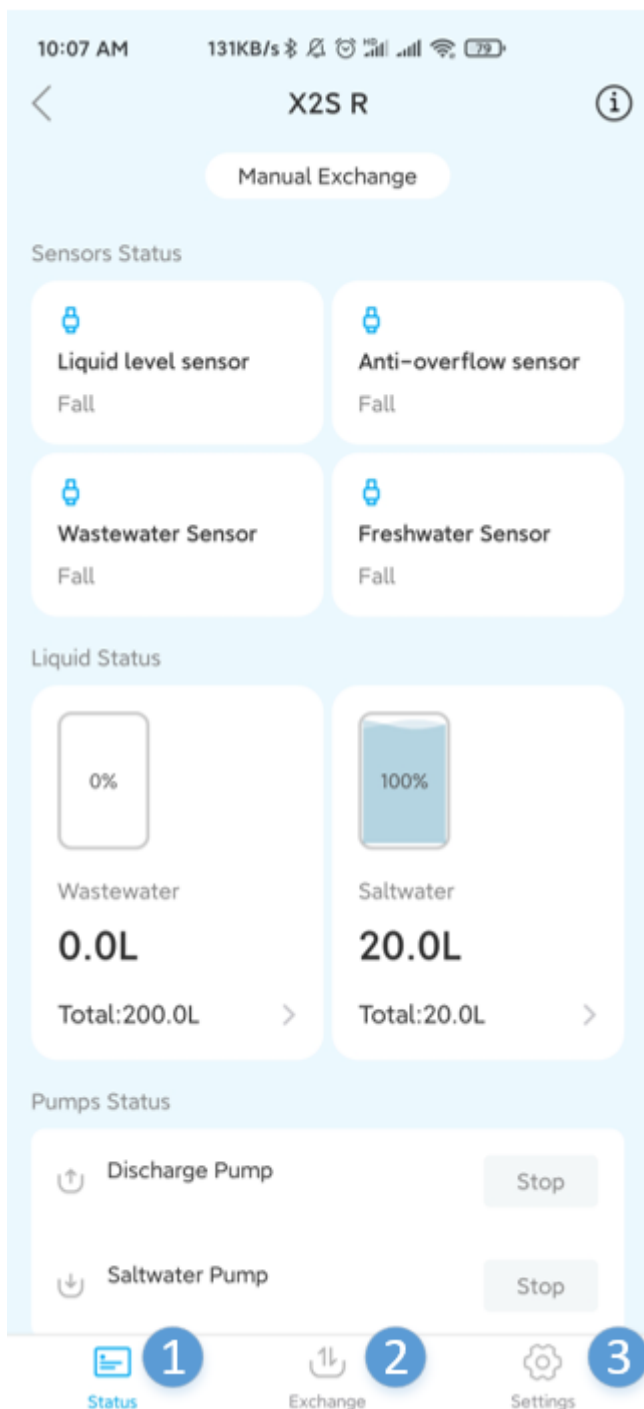 10:07 AM 131KB/s HD 79
X2S R
Manual Exchange
Sensors Status
Liquid level sensor Anti-overflow sensor
Fall Fall
Wastewater Sensor Freshwater Sensor
Fall Fall
Liquid Status
0% 100%
Wastewater Saltwater
0.0L 20.0L
Total:200.0L Total:20.0L
Pumps Status
Discharge Pump Stop
Saltwater Pump Stop
1 2 3
Status Exchange Settings